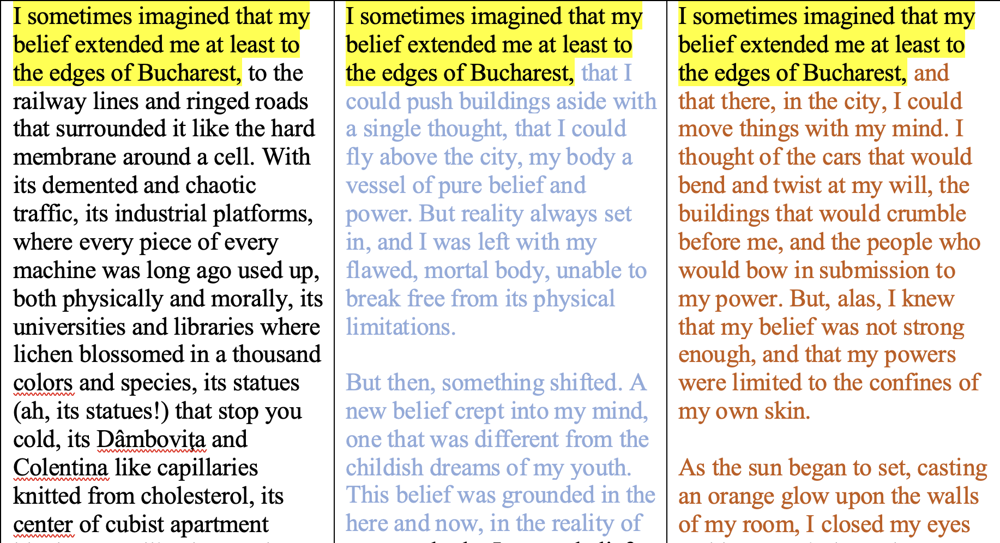 I sometimes imagined that my
belief extended me at least to
the edges of Bucharest, to the
railway lines and ringed roads
that surrounded it like the hard
membrane around a cell. With
its demented and chaotic
traffic, its industrial platforms,
where every piece of every
machine was long ago used up,
both physically and morally, its
universities and libraries where
lichen blossomed in a thousand
colors and species, its statues
(ah, its statues!) that stop you
cold, its Dâmboviţa and
Colentina like capillaries
knitted from cholesterol, its
center of cubist apartment
I sometimes imagined that my
belief extended me at least to
the edges of Bucharest, that I
could push buildings aside with
a single thought, that I could
fly above the city, my body a
vessel of pure belief and
power. But reality always set
in, and I was left with my
flawed, mortal body, unable to
break free from its physical
limitations.
But then, something shifted. A
new belief crept into my mind,
one that was different from the
childish dreams of my youth.
This belief was grounded in the
here and now, in the reality of
I sometimes imagined that my
belief extended me at least to
the edges of Bucharest, and
that there, in the city, I could
move things with my mind. I
thought of the cars that would
bend and twist at my will, the
buildings that would crumble
before me, and the people who
would bow in submission to
my power. But, alas, I knew
that my belief was not strong
enough, and that my powers
were limited to the confines of
my own skin.
As the sun began to set, casting
an orange glow upon the walls
of my room, I closed my eyes